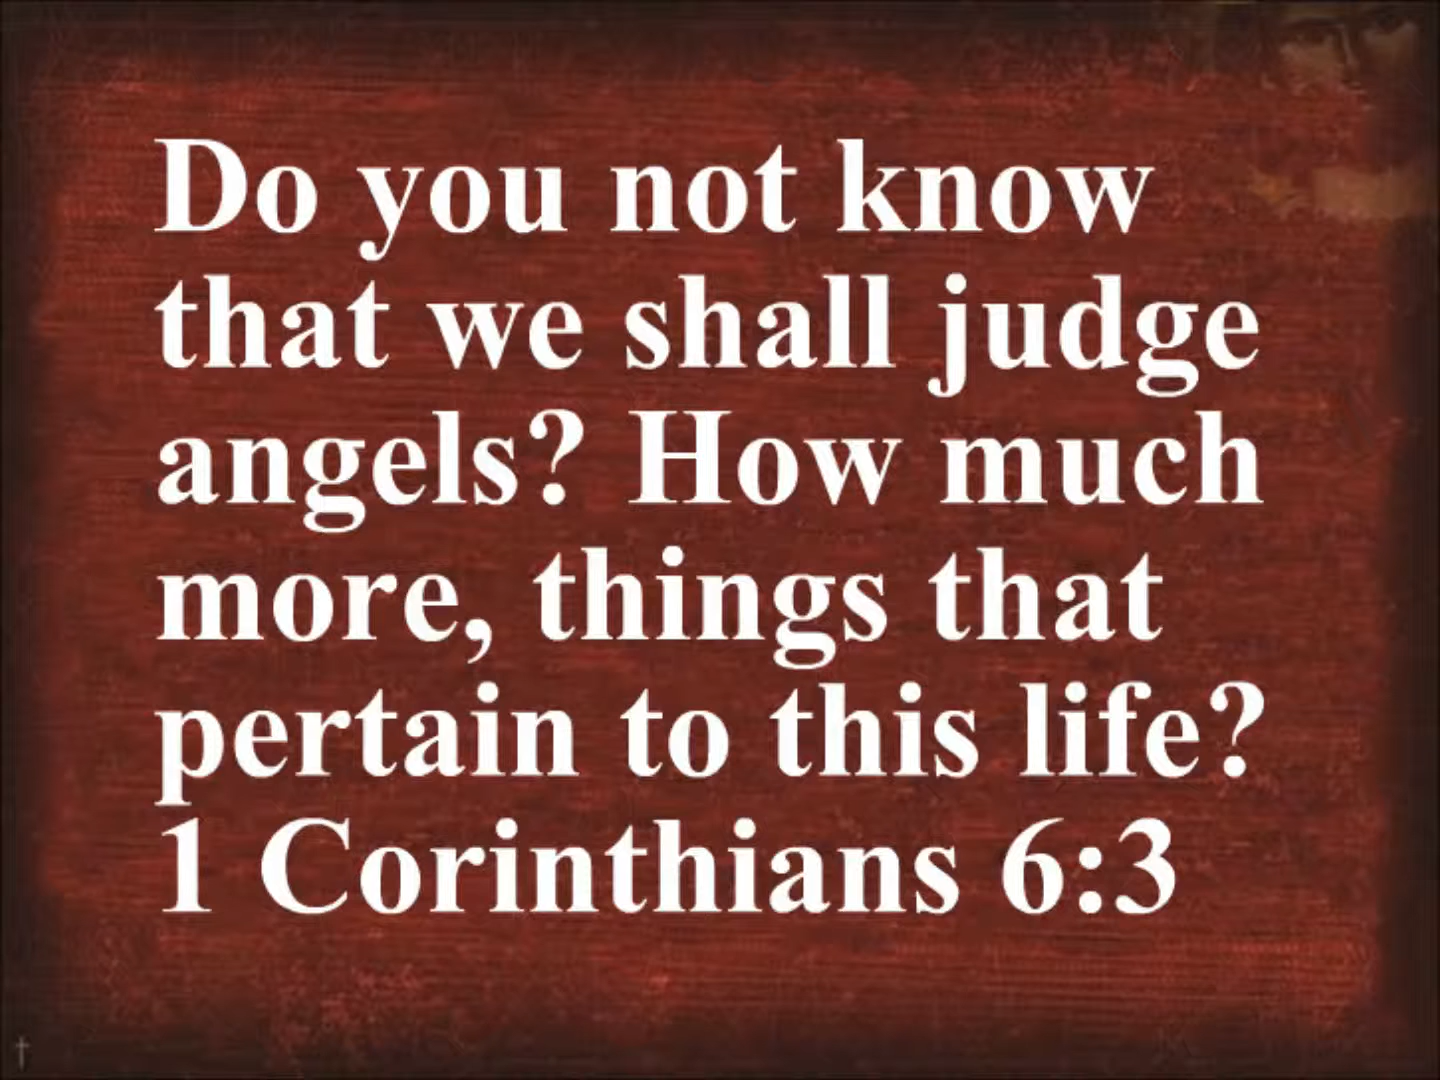 Do you not know
that we shall judge
angels? How much
more, things that
pertain to this life?
1 Corinthians 6:3